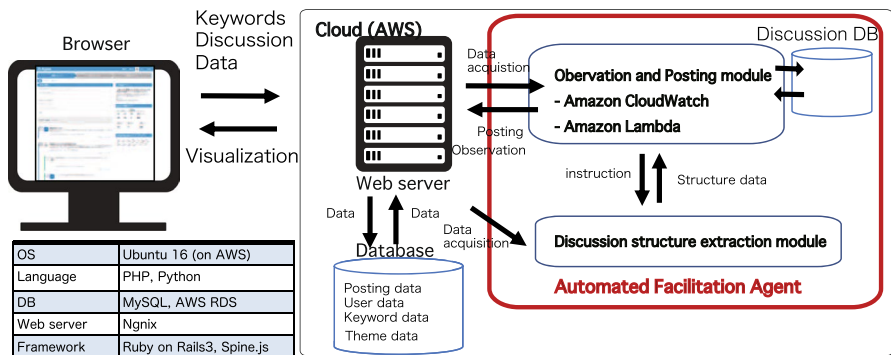 Keywords
Discussion
Data
Browser
Visualization
Cloud (AWS)
Web server
Data
acquisition
Posting
Observation
Obervation and Posting module
- Amazon CloudWatch
- Amazon Lambda
Discussion DB
instruction
Structure data
Data
Data
Data
acquisition
Discussion structure extraction module
Automated Facilitation Agent
Database
Posting data
User data
Keyword data
Theme data
OS Ubuntu 16 (on AWS)
Language PHP, Python
DB MySQL, AWS RDS
Web server Ngnix
Framework Ruby on Rails3, Spine.js